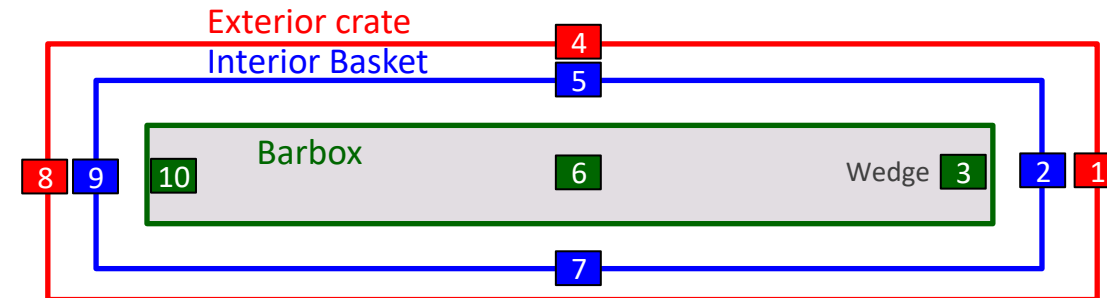 Exterior crate
4
Interior Basket
5
Barbox
8 9 10 6 Wedge 3 2 1
7